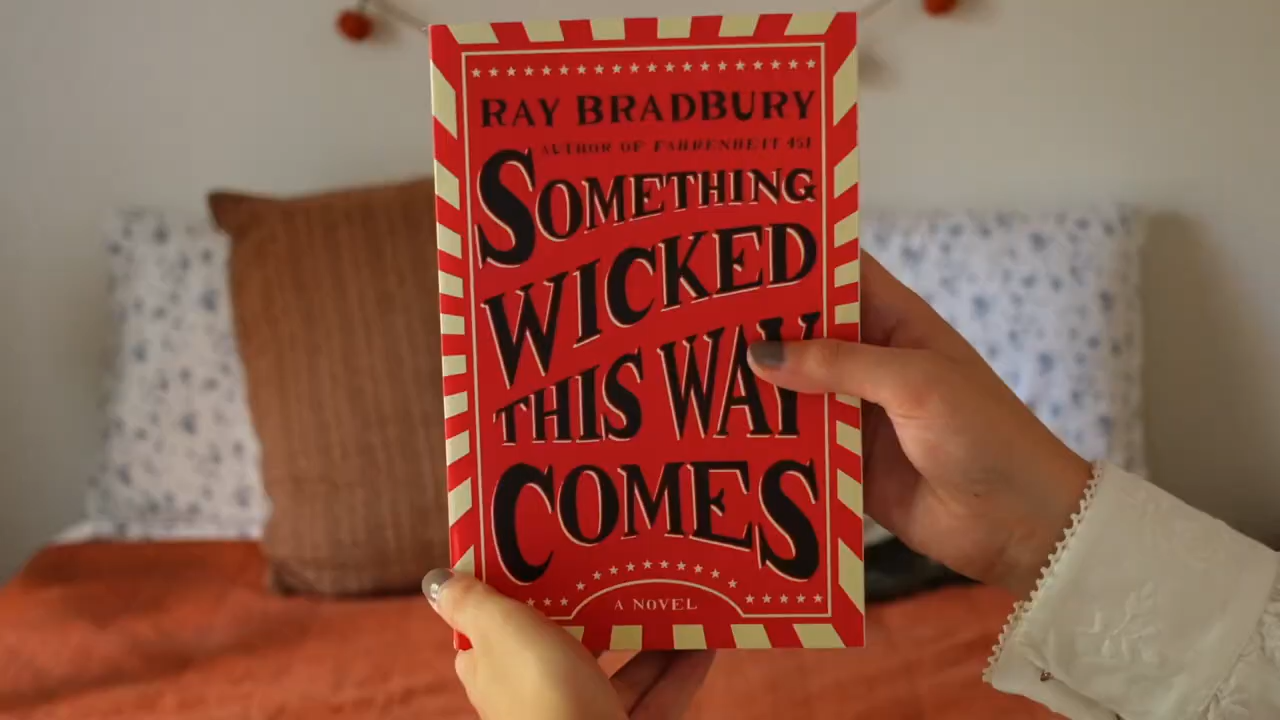 RAY BRADBURY
AUTHOR OF FAHRENHEIT 451
SOMETHING
WICKED
THIS WAY
COMES
A NOVEL